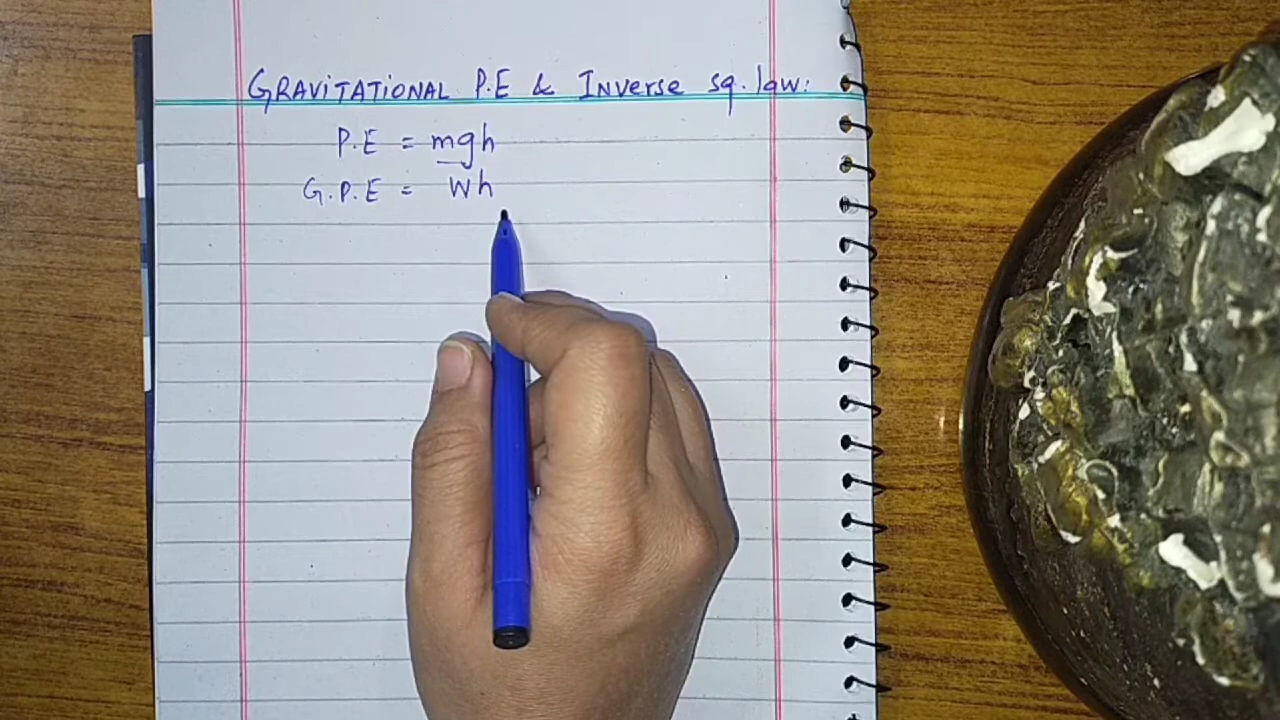 GRAVITATIONAL P.E & Inverse sq. law:
P.E = mgh
G.P.E = wh